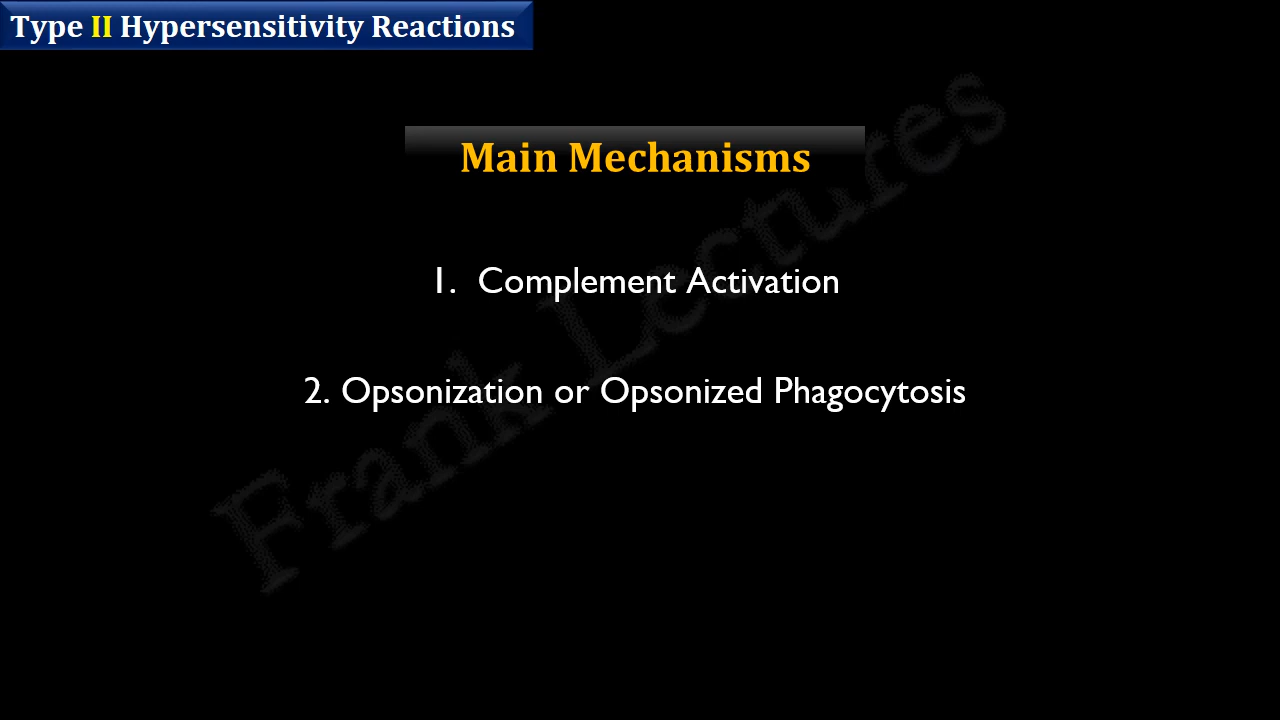 Type II Hypersensitivity Reactions
Main Mechanisms
1. Complement Activation
2. Opsonization or Opsonized Phagocytosis
Frank Lectures